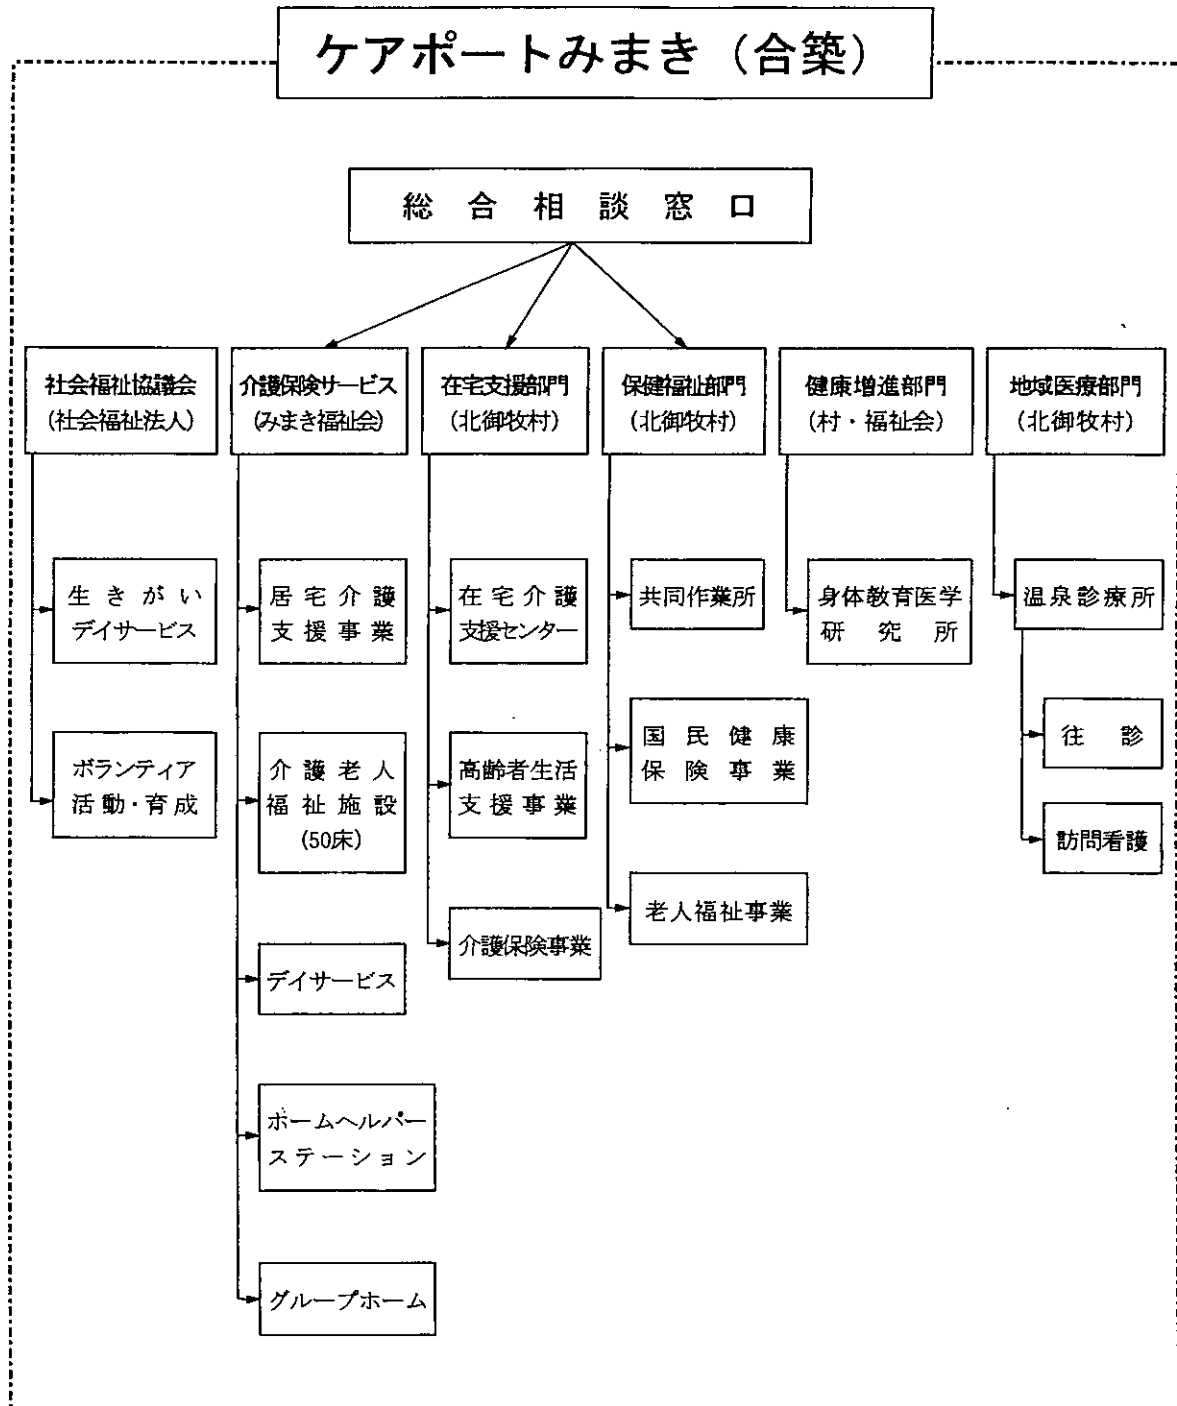 ケアポートみまき（合築）
総合相談窓口
社会福祉協議会
(社会福祉法人)
生きがい
デイサービス
ボランティア
活動・育成
介護保険サービス
(みまき福祉会)
居宅介護
支援事業
介護老人
福祉施設
(50床)
デイサービス
ホームヘルパー
ステーション
グループホーム
在宅支援部門
(北御牧村)
在宅介護
支援センター
高齢者生活
支援事業
介護保険事業
保健福祉部門
(北御牧村)
共同作業所
国民健康
保険事業
老人福祉事業
健康増進部門
(村・福祉会)
身体教育医学
研究所
地域医療部門
(北御牧村)
温泉診療所
往診
訪問看護